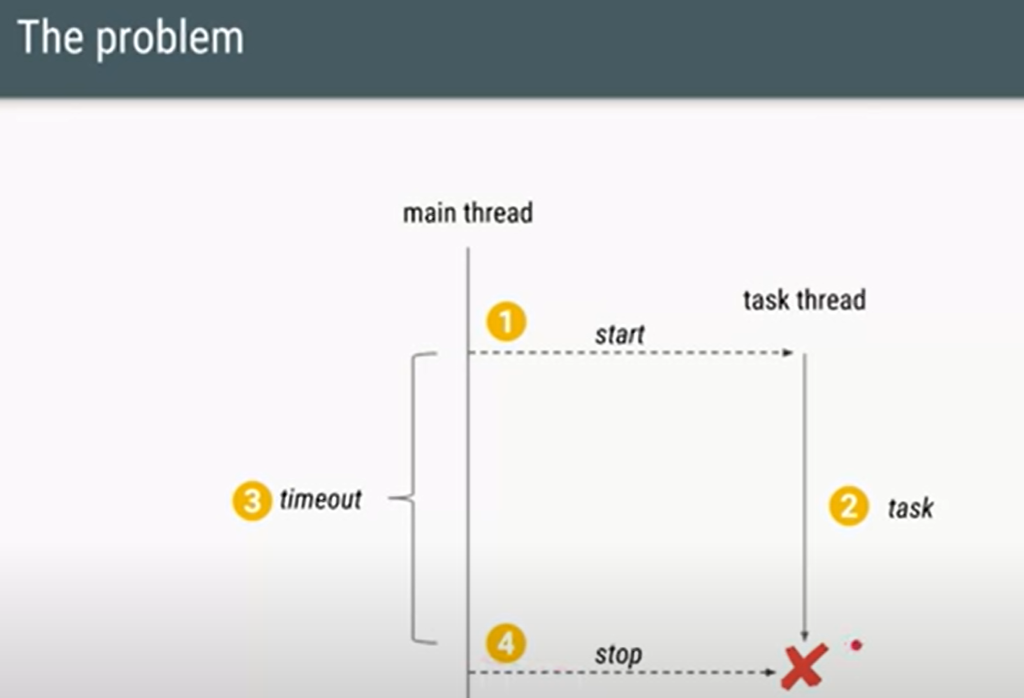 The problem
main thread
task thread
1
start
3 timeout
2 task
4
stop